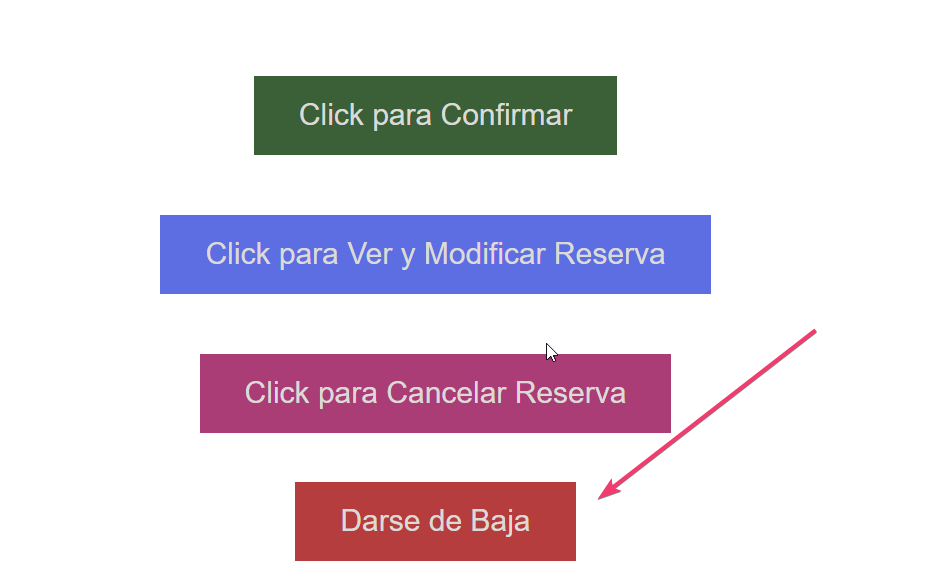 Click para Confirmar
Click para Ver y Modificar Reserva
Click para Cancelar Reserva
Darse de Baja